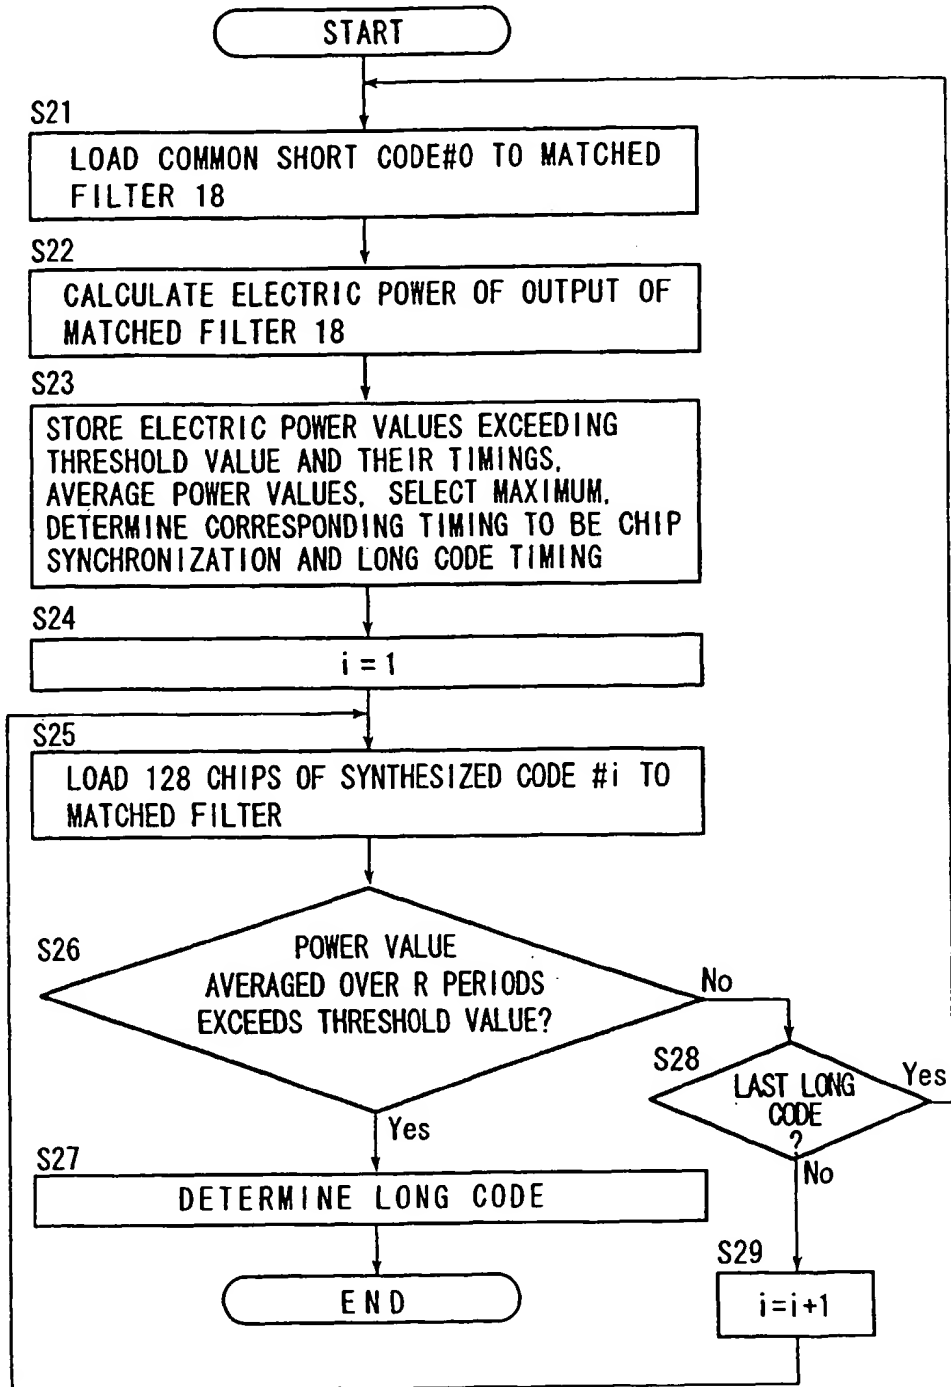 START
S21
LOAD COMMON SHORT CODE#0 TO MATCHED
FILTER 18
S22
CALCULATE ELECTRIC POWER OF OUTPUT OF
MATCHED FILTER 18
S23
STORE ELECTRIC POWER VALUES EXCEEDING
THRESHOLD VALUE AND THEIR TIMINGS,
AVERAGE POWER VALUES, SELECT MAXIMUM,
DETERMINE CORRESPONDING TIMING TO BE CHIP
SYNCHRONIZATION AND LONG CODE TIMING
S24
i = 1
S25
LOAD 128 CHIPS OF SYNTHESIZED CODE #i TO
MATCHED FILTER
S26
POWER VALUE
AVERAGED OVER R PERIODS
EXCEEDS THRESHOLD VALUE?
No
Yes
S28
LAST LONG
CODE
?
Yes
No
S27
DETERMINE LONG CODE
S29
i=i+1
END